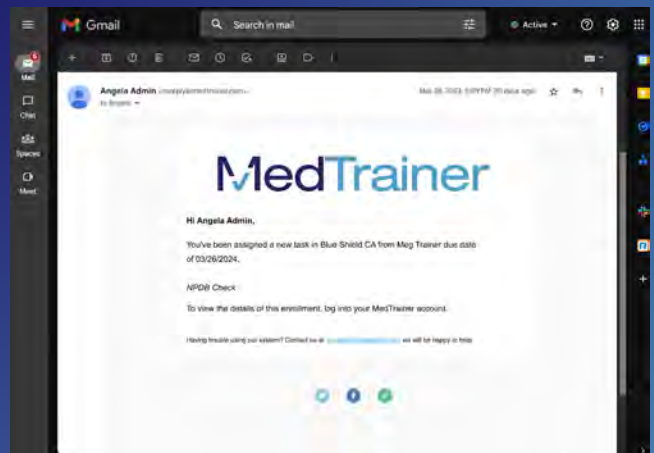 Gmail
Search in mail
Active
Mail
Chat
Spaces
Meet
Angela Admin
MedTrainer
Hi Angela Admin,
You've been assigned a new task in Blue Shield CA from Meg Trainer due date
of 03/26/2024.
NPDB Check
To view the details of this enrollment, log into your MedTrainer account.
Having trouble using our system? Contact us at
we will be happy to help.